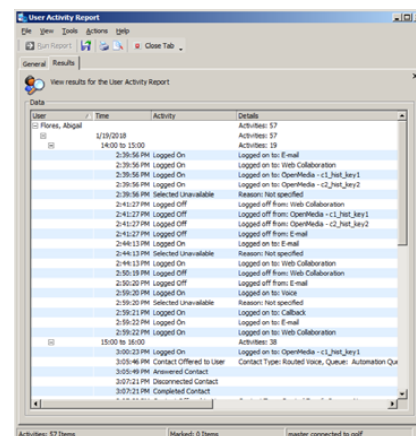 User Activity Report
File View Tools Actions Help
Run Report Close Tab
General Results
View results for the User Activity Report
Data
User Time Activity Details
Flores, Abigail Activities: 57
1/19/2018 Activities: 57
14:00 to 15:00 Activities: 19
2:39:56 PM Logged On Logged on to: E-mail
2:39:56 PM Logged On Logged on to: Web Collaboration
2:39:56 PM Logged On Logged on to: OpenMedia - c1_hist_key1
2:39:56 PM Logged On Logged on to: OpenMedia - c2_hist_key2
2:39:56 PM Selected Unavailable Reason: Not specified
2:41:27 PM Logged Off Logged off from: Web Collaboration
2:41:27 PM Logged Off Logged off from: OpenMedia - c1_hist_key1
2:41:27 PM Logged Off Logged off from: OpenMedia - c2_hist_key2
2:41:27 PM Logged Off Logged off from: E-mail
2:44:13 PM Logged On Logged on to: E-mail
2:44:13 PM Selected Unavailable Reason: Not specified
2:44:13 PM Logged On Logged on to: Web Collaboration
2:50:19 PM Logged Off Logged off from: Web Collaboration
2:50:20 PM Logged Off Logged off from: E-mail
2:59:20 PM Logged On Logged on to: Voice
2:59:20 PM Selected Unavailable Reason: Not specified
2:59:21 PM Logged On Logged on to: Callback
2:59:22 PM Logged On Logged on to: E-mail
2:59:22 PM Logged On Logged on to: Web Collaboration
15:00 to 16:00 Activities: 38
3:00:23 PM Logged On Logged on to: OpenMedia - c1_hist_key1
3:05:46 PM Contact Offered to User Contact Type: Routed Voice, Queue: Automation Que
3:05:49 PM Answered Contact
3:07:21 PM Disconnected Contact
3:07:21 PM Completed Contact
Activities: 57 Items Marked: 0 Items master connected to golf